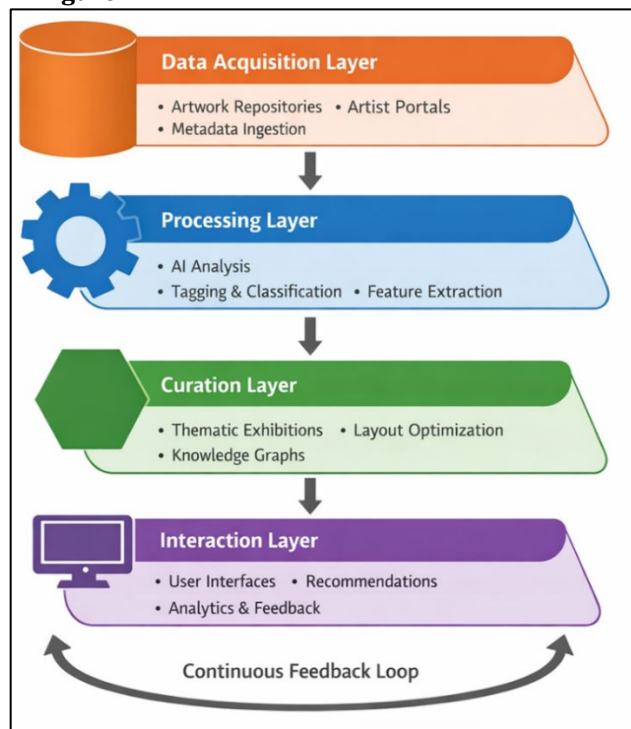 Data Acquisition Layer
• Artwork Repositories • Artist Portals
• Metadata Ingestion
Processing Layer
• AI Analysis
• Tagging & Classification • Feature Extraction
Curation Layer
• Thematic Exhibitions • Layout Optimization
• Knowledge Graphs
Interaction Layer
• User Interfaces • Recommendations
• Analytics & Feedback
Continuous Feedback Loop